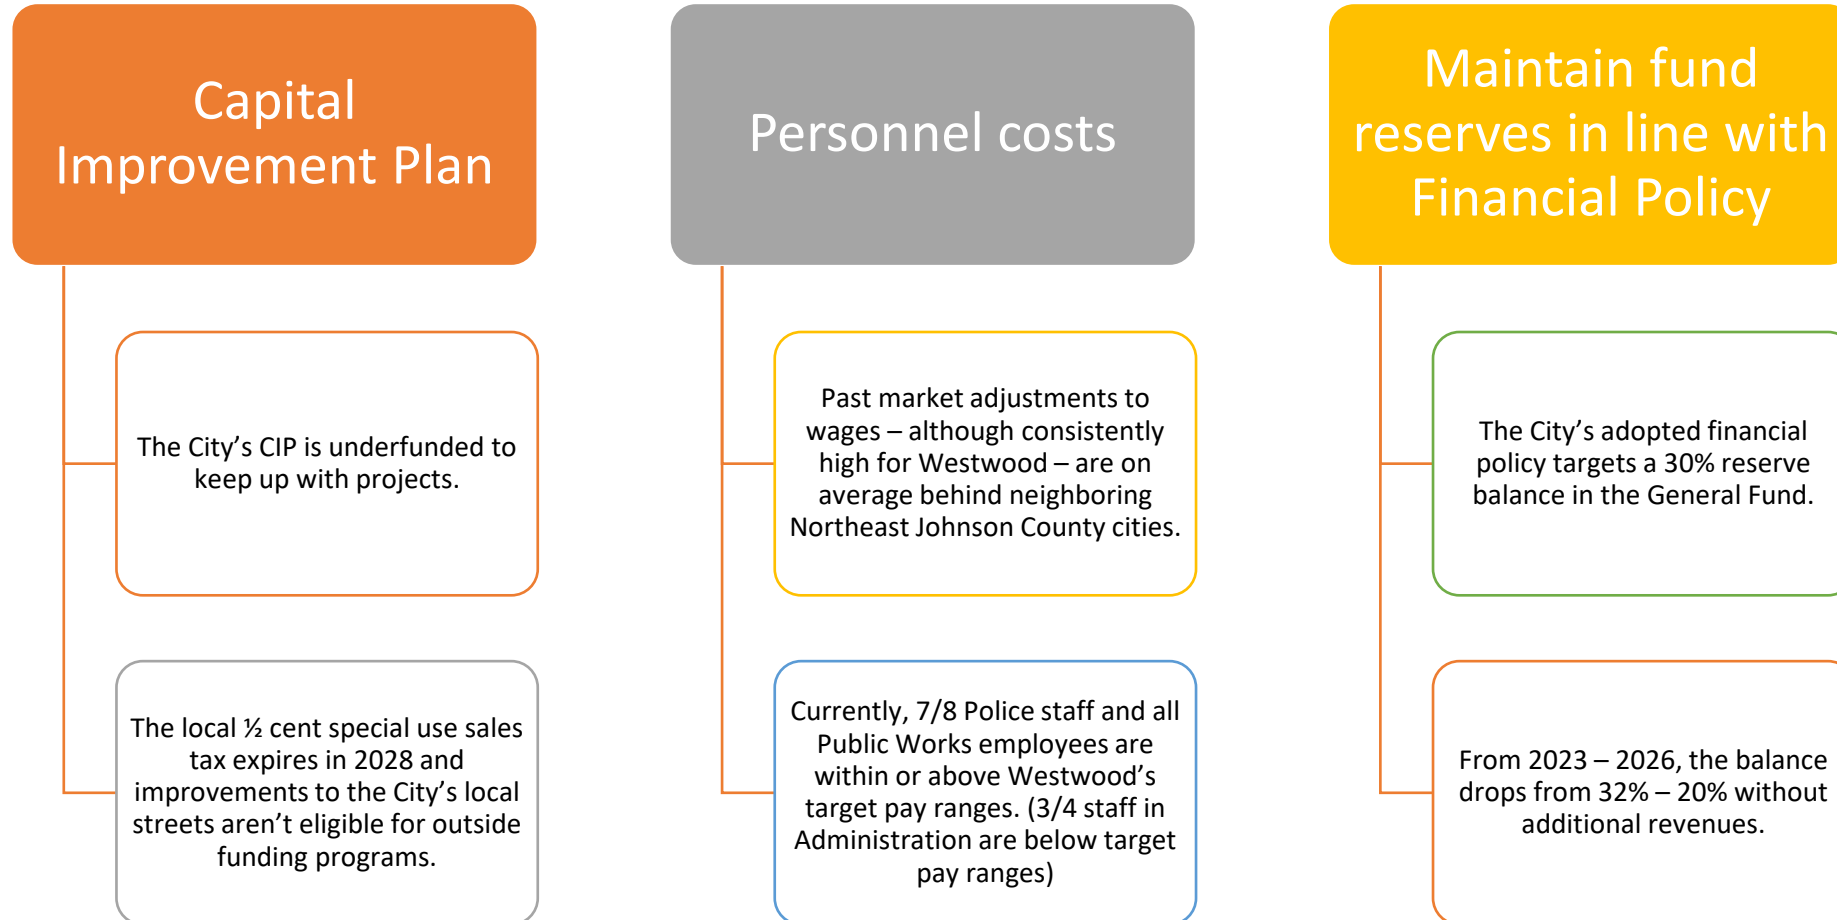 Capital
Improvement Plan
The City’s CIP is underfunded to
keep up with projects.
The local ½ cent special use sales
tax expires in 2028 and
improvements to the City’s local
streets aren’t eligible for outside
funding programs.
Personnel costs
Past market adjustments to
wages – although consistently
high for Westwood – are on
average behind neighboring
Northeast Johnson County cities.
Currently, 7/8 Police staff and all
Public Works employees are
within or above Westwood’s
target pay ranges. (3/4 staff in
Administration are below target
pay ranges)
Maintain fund
reserves in line with
Financial Policy
The City’s adopted financial
policy targets a 30% reserve
balance in the General Fund.
From 2023 – 2026, the balance
drops from 32% – 20% without
additional revenues.